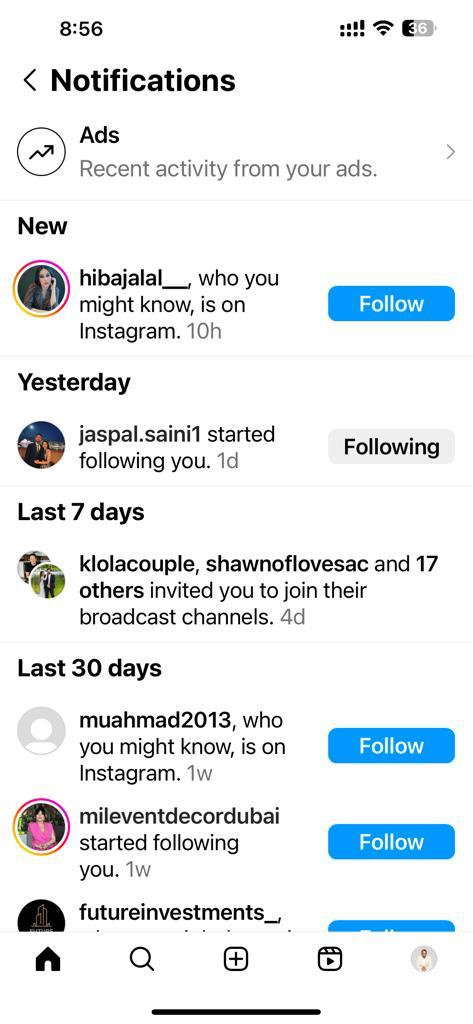 8:56
36
Notifications
Ads
Recent activity from your ads.
New
hibajalal__, who you
might know, is on
Instagram. 10h
Follow
Yesterday
jaspal.saini1 started
following you. 1d
Following
Last 7 days
klolacouple, shawnoflovesac and 17
others invited you to join their
broadcast channels. 4d
Last 30 days
muahmad2013, who
you might know, is on
Instagram. 1w
Follow
mileventdecordubai
started following
you. 1w
Follow
futureinvestments_,
FUTURE